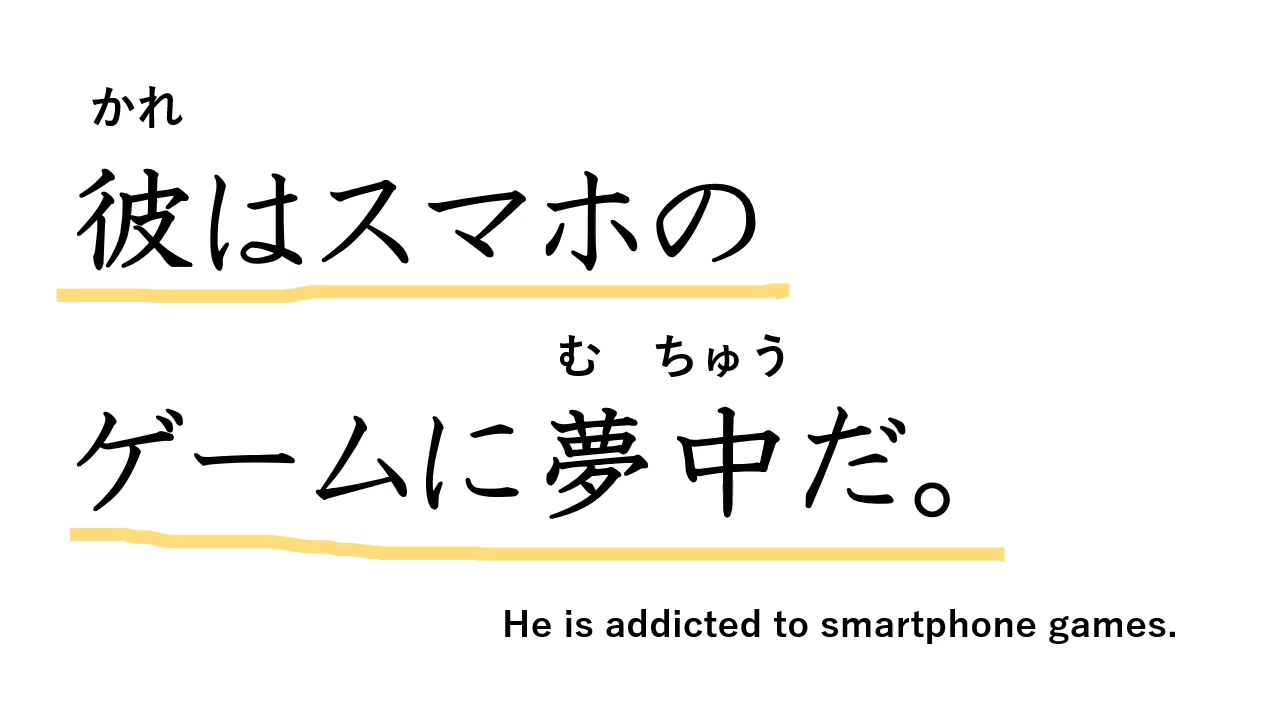 かれ
彼はスマホの
む ちゅう
ゲームに夢中だ。
He is addicted to smartphone games.